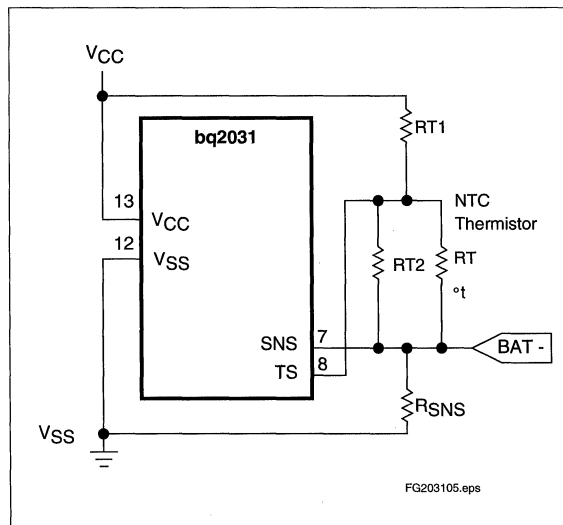 VCC
bq2031
RT1
13
VCC
NTC
Thermistor
12
VSS
RT2
RT
°t
SNS
7
BAT -
TS
8
RSNS
VSS
FG203105.eps